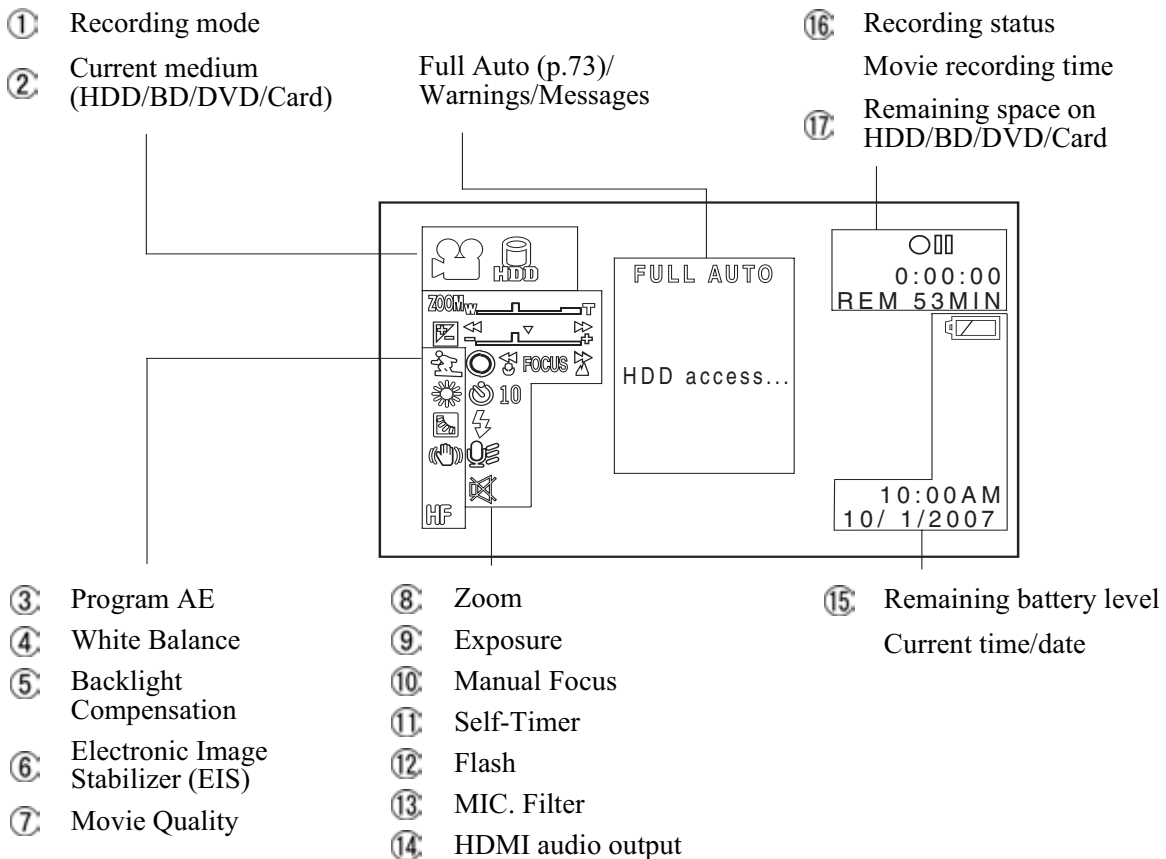 ① Recording mode
② Current medium
(HDD/BD/DVD/Card)
Full Auto (p.73)/
Warnings/Messages
⑯ Recording status
Movie recording time
⑰ Remaining space on
HDD/BD/DVD/Card
HDD
FULL AUTO
HDD access...
0:00:00
REM 53MIN
ZOOM W T
- +
FOCUS
10
HF
10:00AM
10/ 1/2007
③ Program AE
④ White Balance
⑤ Backlight
Compensation
⑥ Electronic Image
Stabilizer (EIS)
⑦ Movie Quality
⑧ Zoom
⑨ Exposure
⑩ Manual Focus
⑪ Self-Timer
⑫ Flash
⑬ MIC. Filter
⑭ HDMI audio output
⑮ Remaining battery level
Current time/date